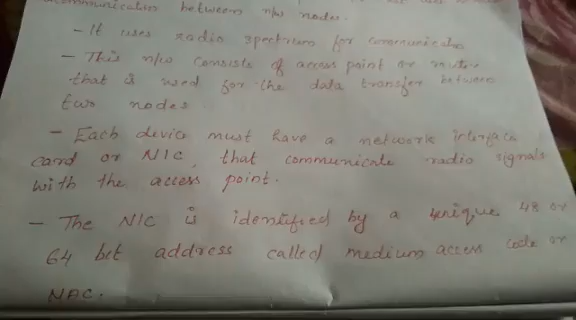 communication between n/w nodes.
- It uses radio spectrum for communicatio
- This n/w consists of access point or router
that is used for the data transfer between
two nodes
- Each device must have a network interface
card or NIC, that communicate radio signals
with the access point.
- The NIC is identified by a unique 48 or
64 bit address called medium access code or
MAC.